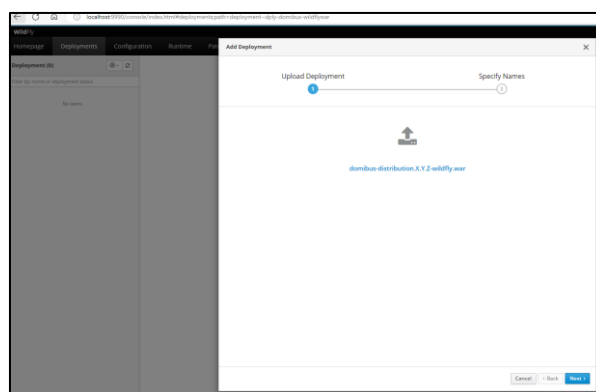 localhost:9990/console/index.html#deployments;path=deployment~dply-domibus-wildflywar
WildFly
Homepage Deployments Configuration Runtime Pat
Add Deployment
Deployment (0)
Filter by: name or deployment status
No items
Upload Deployment Specify Names
1 2
domibus-distribution.X.Y.Z-wildfly.war
Cancel < Back Next >